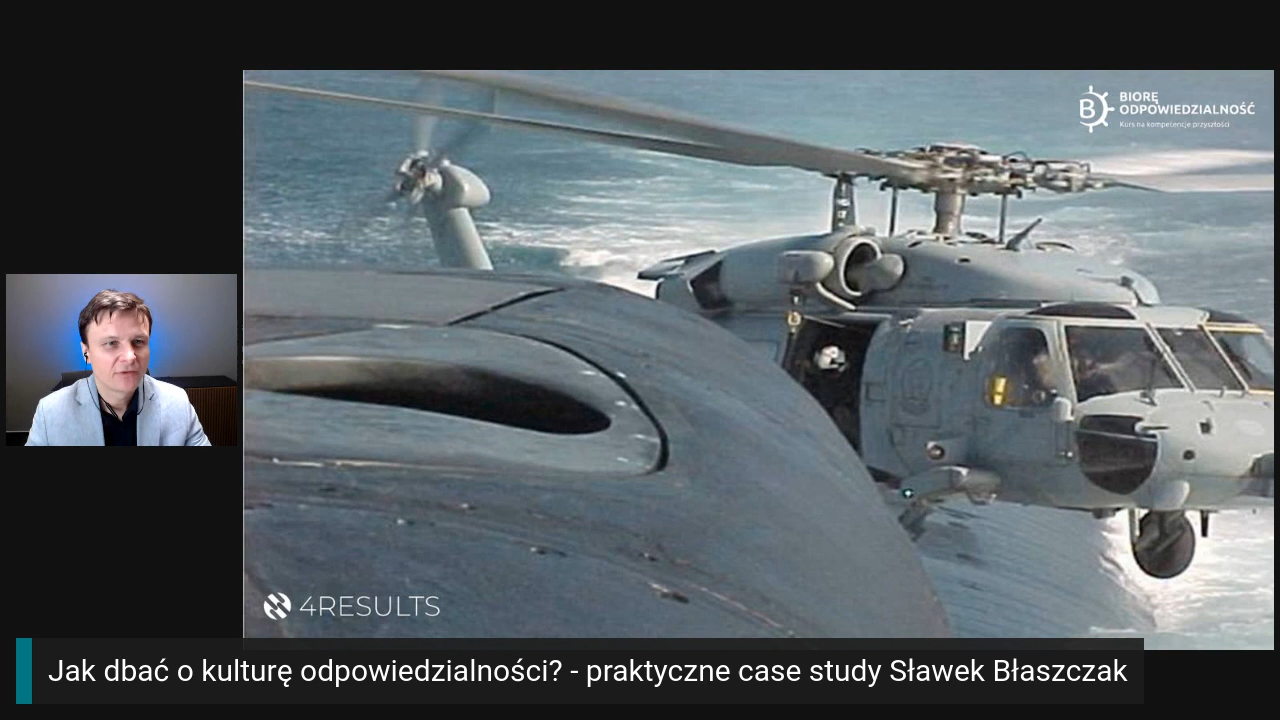 BIORĘ
ODPOWIEDZIALNOŚĆ
Kurs na kompetencje przyszłości
4RESULTS
Jak dbać o kulturę odpowiedzialności? - praktyczne case study Sławek Błaszczak